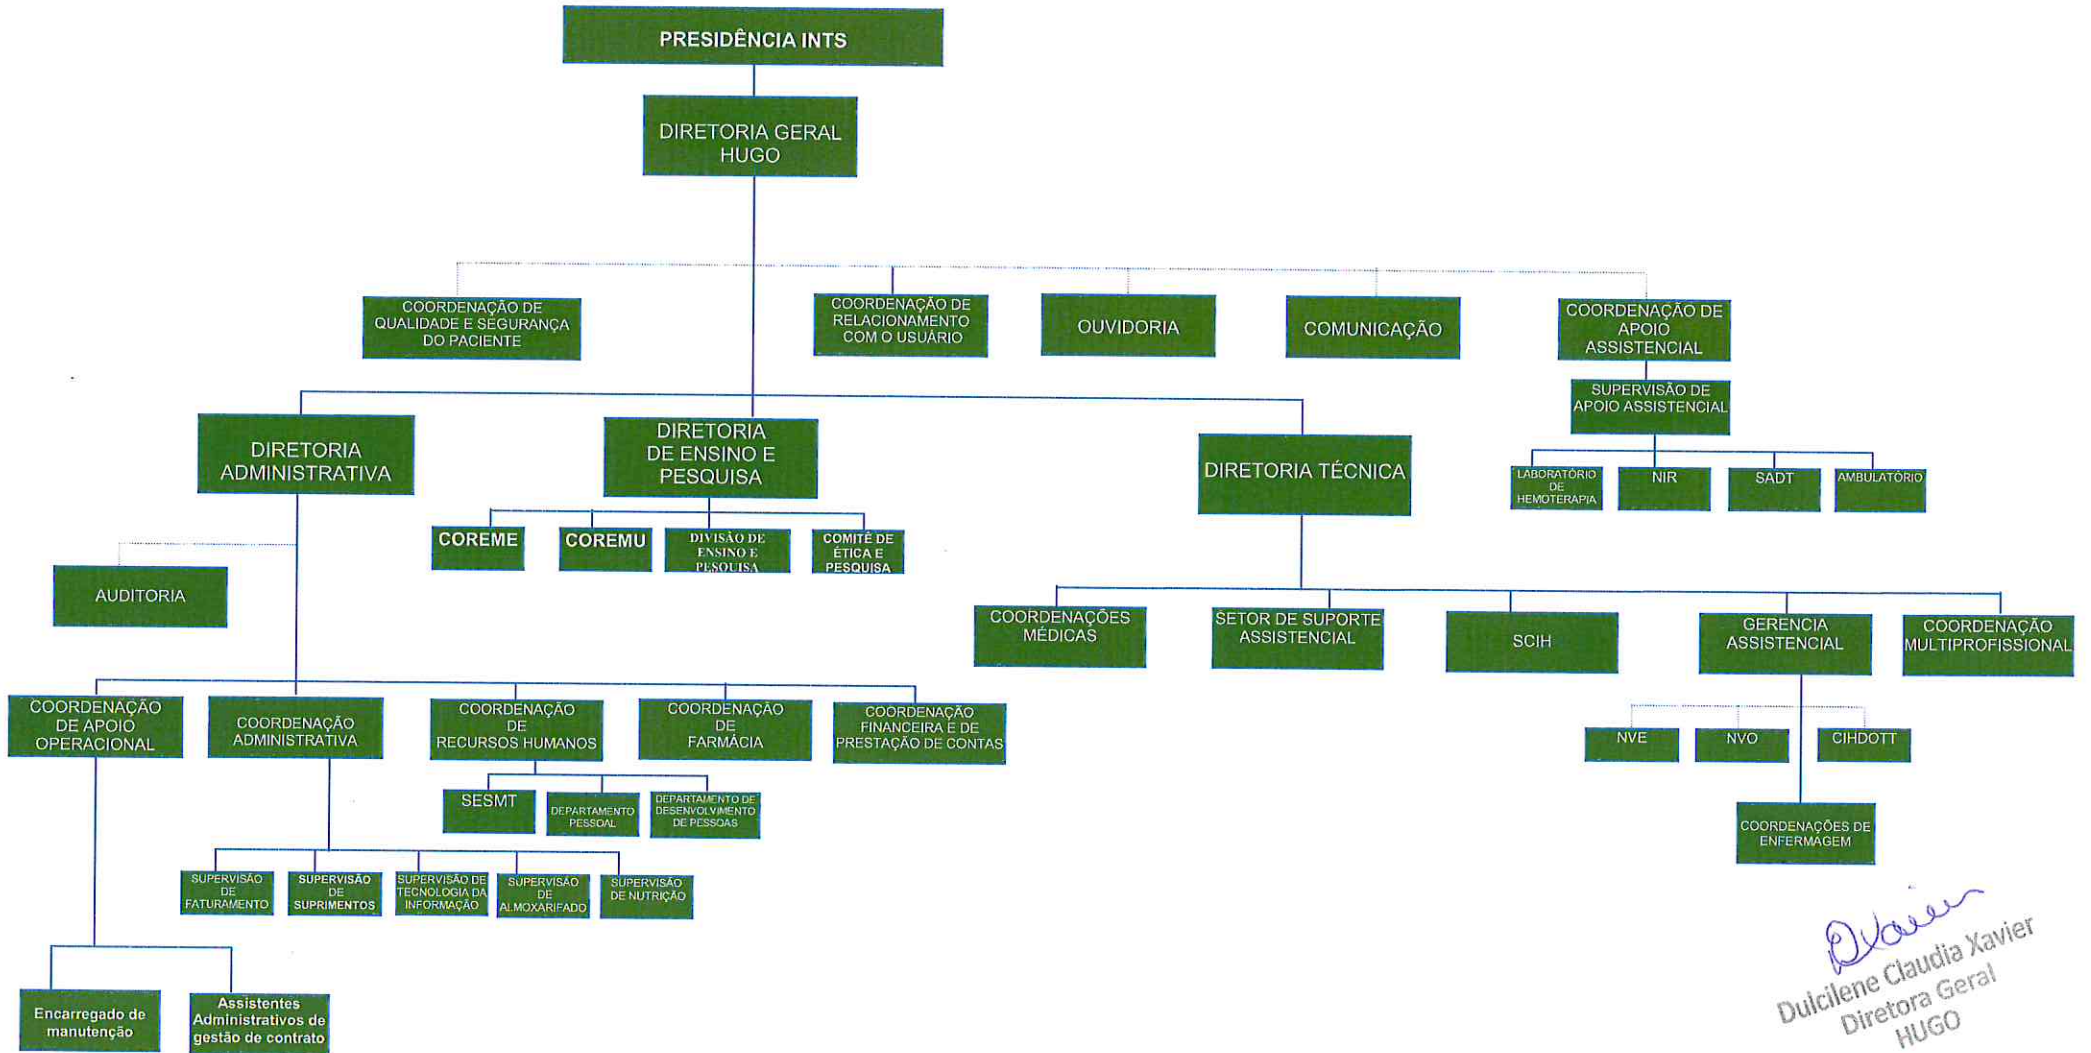 PRESIDÊNCIA INTS
DIRETORIA GERAL
HUGO
COORDENAÇÃO DE
QUALIDADE E SEGURANÇA
DO PACIENTE
COORDENAÇÃO DE
RELACIONAMENTO
COM O USUÁRIO
OUVIDORIA
COMUNICAÇÃO
COORDENAÇÃO DE
APOIO
ASSISTENCIAL
SUPERVISÃO DE
APOIO ASSISTENCIAL
LABORATÓRIO
DE
HEMOTERAPIA
NIR
SADT
AMBULATÓRIO
DIRETORIA
ADMINISTRATIVA
DIRETORIA
DE ENSINO E
PESQUISA
DIRETORIA TÉCNICA
COREME
COREMU
DIVISÃO DE
ENSINO E
PESQUISA
COMITÊ DE
ÉTICA E
PESQUISA
AUDITORIA
COORDENAÇÕES
MÉDICAS
SETOR DE SUPORTE
ASSISTENCIAL
SCIH
GERENCIA
ASSISTENCIAL
COORDENAÇÃO
MULTIPROFISSIONAL
COORDENAÇÃO
DE APOIO
OPERACIONAL
COORDENAÇÃO
ADMINISTRATIVA
COORDENAÇÃO
DE
RECURSOS HUMANOS
COORDENAÇÃO
DE
FARMÁCIA
COORDENAÇÃO
FINANCEIRA E DE
PRESTAÇÃO DE CONTAS
NVE
NVO
CIHDOTT
SESMT
DEPARTAMENTO
PESSOAL
DEPARTAMENTO DE
DESENVOLVIMENTO
DE PESSOAS
COORDENAÇÕES DE
ENFERMAGEM
SUPERVISÃO
DE
FATURAMENTO
SUPERVISÃO
DE
SUPRIMENTOS
SUPERVISÃO DE
TECNOLOGIA DA
INFORMAÇÃO
SUPERVISÃO
DE
ALMOXARIFADO
SUPERVISÃO
DE NUTRIÇÃO
Encarregado de
manutenção
Assistentes
Administrativos de
gestão de contrato
Dulcilene Claudia Xavier
Diretora Geral
HUGO